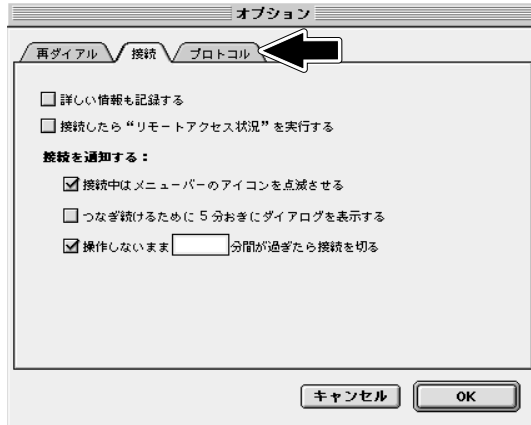 オプション
再ダイアル 接続 プロトコル
詳しい情報も記録する
接続したら“リモートアクセス状況”を実行する
接続を通知する：
接続中はメニューバーのアイコンを点滅させる
つなぎ続けるために 5 分おきにダイアログを表示する
操作しないまま 分間が過ぎたら接続を切る
キャンセル OK